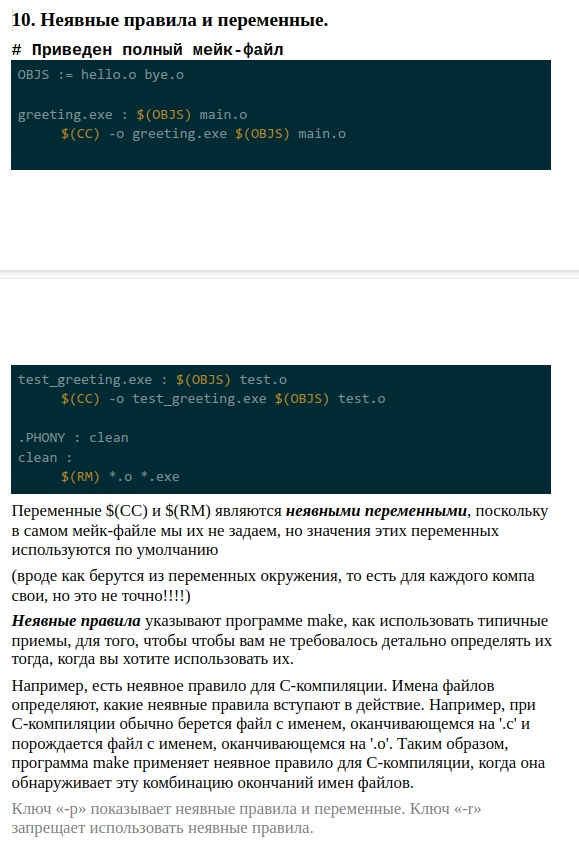 10. Неявные правила и переменные.
# Приведен полный мейк-файл
OBJS := hello.o bye.o
greeting.exe : $(OBJS) main.o
$(CC) -o greeting.exe $(OBJS) main.o
test_greeting.exe : $(OBJS) test.o
$(CC) -o test_greeting.exe $(OBJS) test.o
.PHONY : clean
clean :
$(RM) *.o *.exe
Переменные $(CC) и $(RM) являются неявными переменными, поскольку
в самом мейк-файле мы их не задаем, но значения этих переменных
используются по умолчанию
(вроде как берутся из переменных окружения, то есть для каждого компа
свои, но это не точно!!!!)
Неявные правила указывают программе make, как использовать типичные
приемы, для того, чтобы чтобы вам не требовалось детально определять их
тогда, когда вы хотите использовать их.
Например, есть неявное правило для C-компиляции. Имена файлов
определяют, какие неявные правила вступают в действие. Например, при
C-компиляции обычно берется файл с именем, оканчивающемся на '.c' и
порождается файл с именем, оканчивающемся на '.o'. Таким образом,
программа make применяет неявное правило для C-компиляции, когда она
обнаруживает эту комбинацию окончаний имен файлов.
Ключ «-p» показывает неявные правила и переменные. Ключ «-r»
запрещает использовать неявные правила.